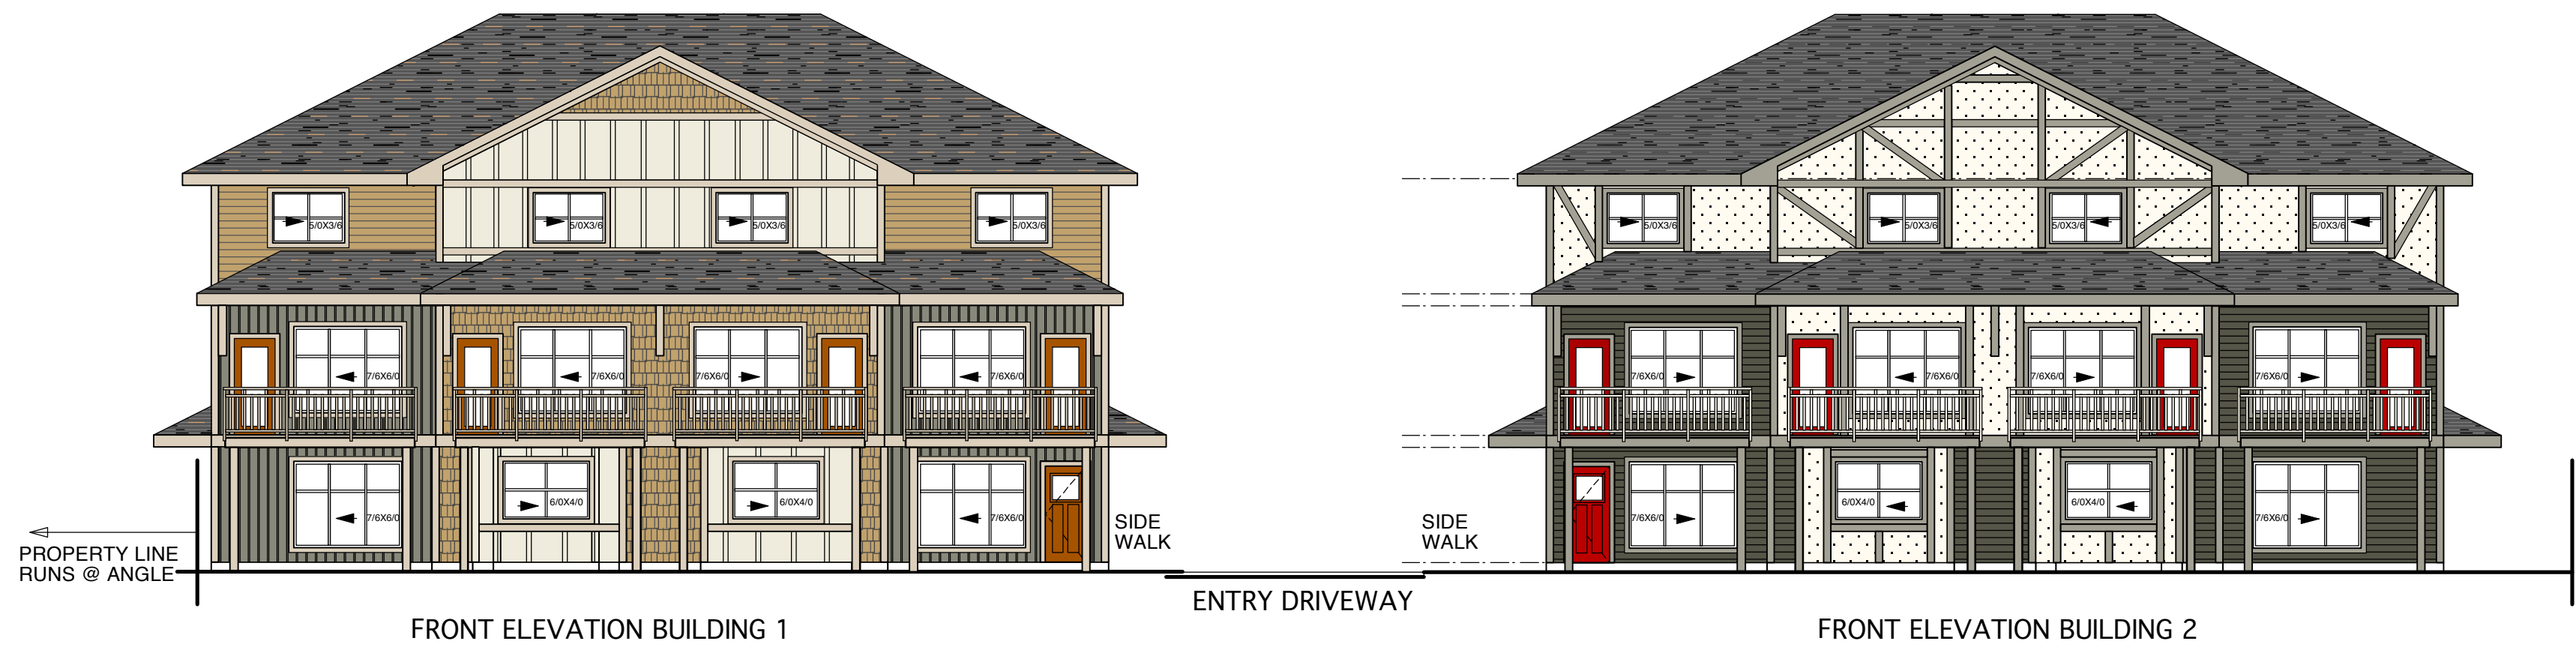 5/0X3/6 5/0X3/6 5/0X3/6 5/0X3/6 5/0X3/6 5/0X3/6 5/0X3/6 5/0X3/6
7/6X6/0 7/6X6/0 7/6X6/0 7/6X6/0 7/6X6/0 7/6X6/0 7/6X6/0 7/6X6/0
7/6X6/0 6/0X4/0 6/0X4/0 7/6X6/0 7/6X6/0 6/0X4/0 6/0X4/0 7/6X6/0
PROPERTY LINE
RUNS @ ANGLE
SIDE
WALK
SIDE
WALK
ENTRY DRIVEWAY
FRONT ELEVATION BUILDING 1
FRONT ELEVATION BUILDING 2